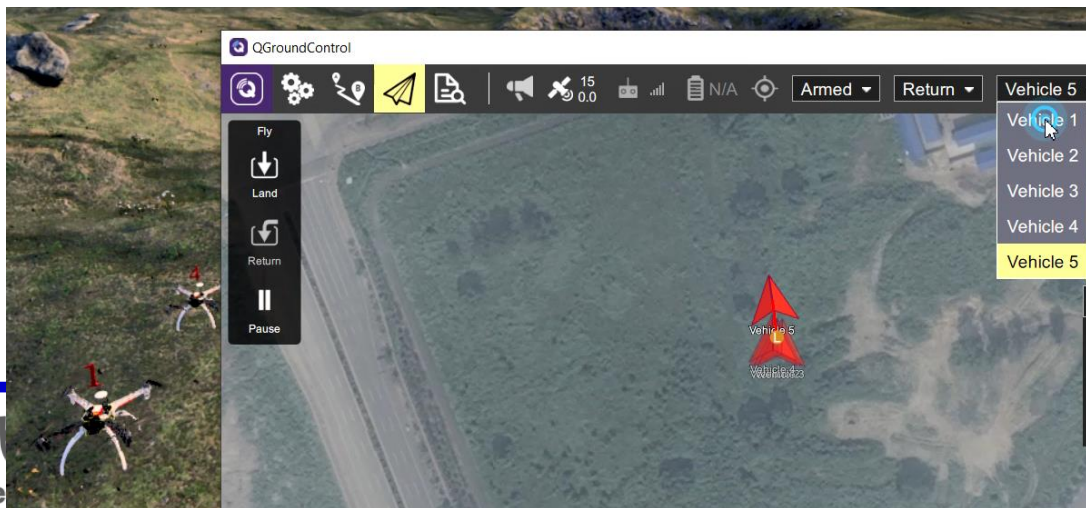 QGroundControl
15
0.0
N/A
Armed
Return
Vehicle 5
Vehicle 1
Vehicle 2
Vehicle 3
Vehicle 4
Vehicle 5
Fly
Land
Return
Pause
B
4
1
Vehicle 5
L
Vehicle 4